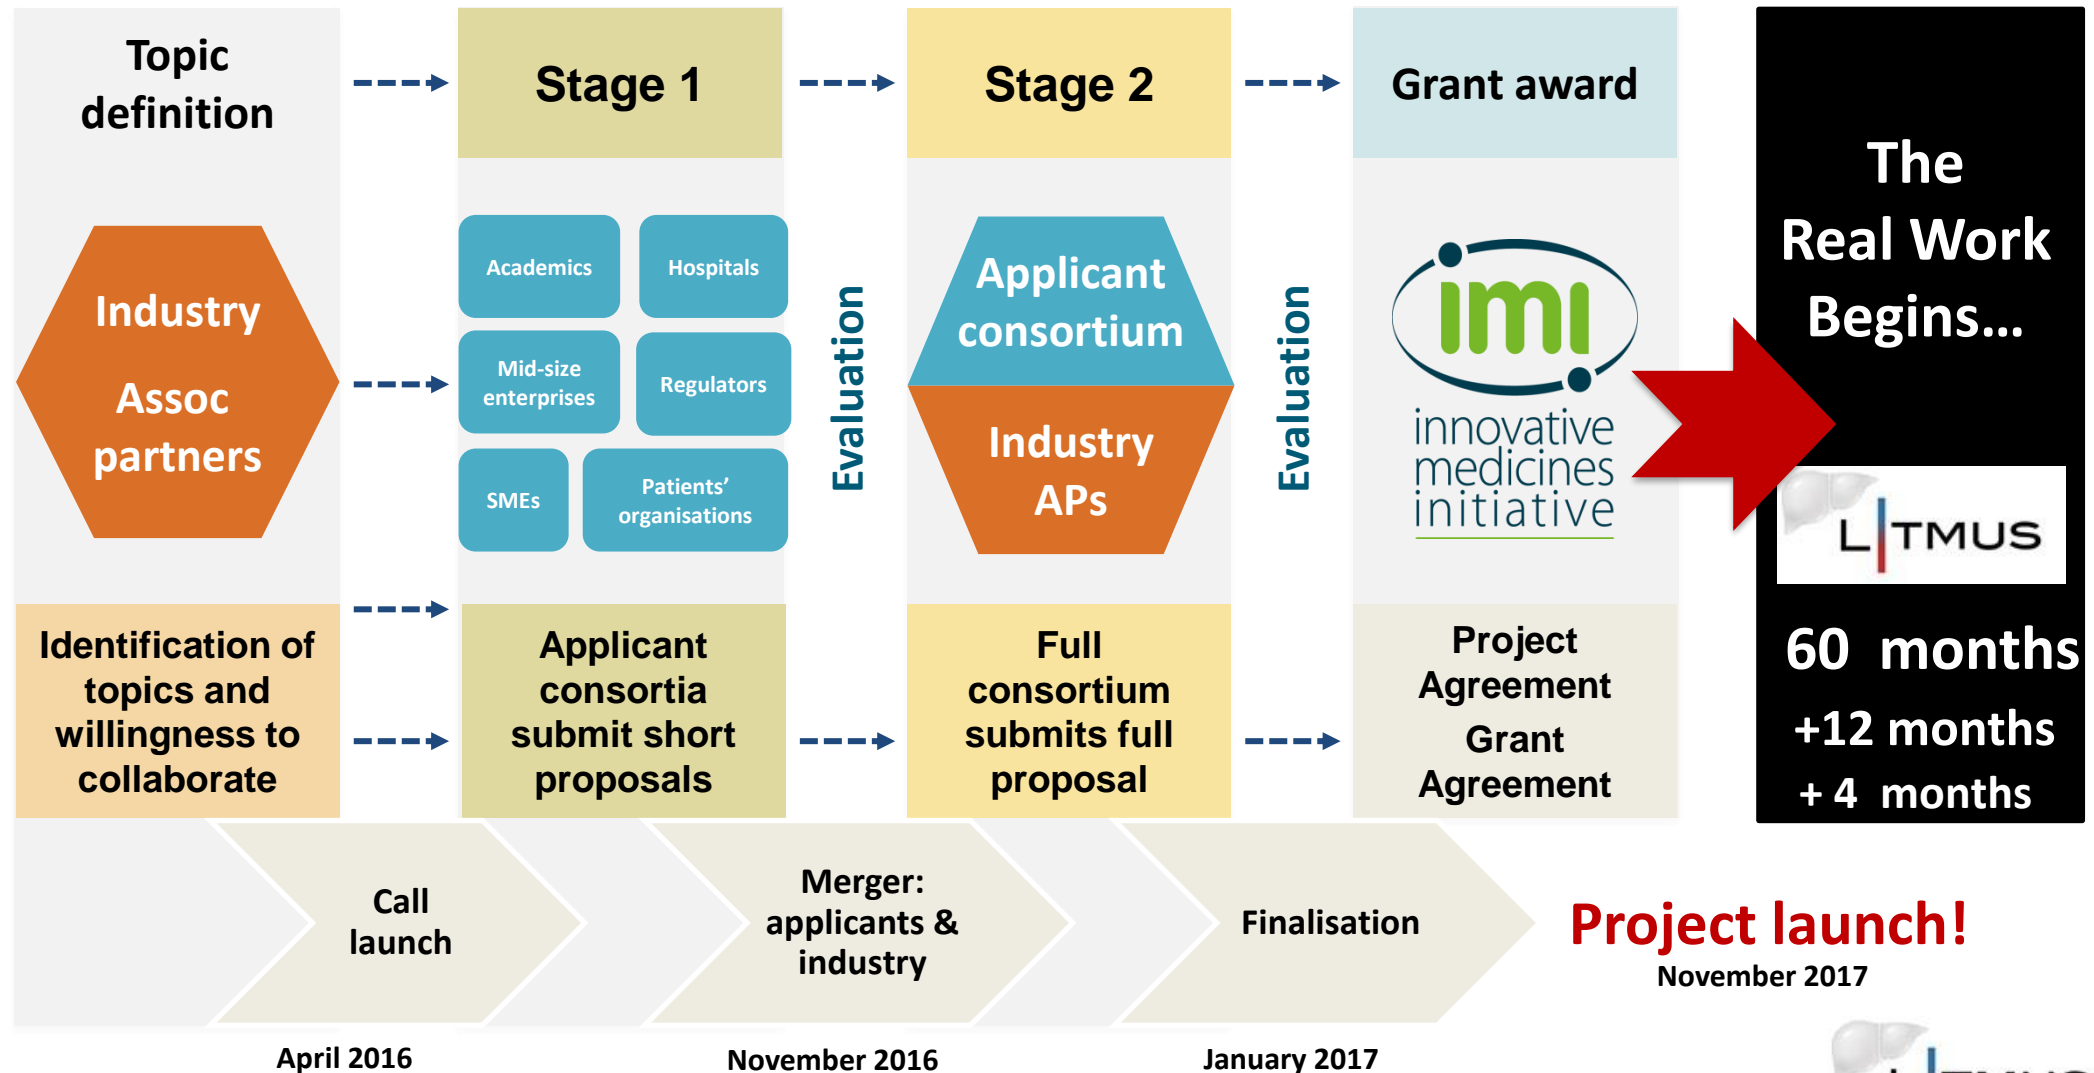 Topic
definition
Stage 1
Stage 2
Grant award
Industry
Assoc
partners
Academics
Hospitals
Mid-size
enterprises
Regulators
SMEs
Patients’
organisations
Evaluation
Applicant
consortium
Industry
APs
Evaluation
imi
innovative
medicines
initiative
The
Real Work
Begins…
LITMUS
60 months
+12 months
+ 4 months
Identification of
topics and
willingness to
collaborate
Applicant
consortia
submit short
proposals
Full
consortium
submits full
proposal
Project
Agreement
Grant
Agreement
Call
launch
Merger:
applicants &
industry
Finalisation
Project launch!
November 2017
April 2016
November 2016
January 2017
LITMUS